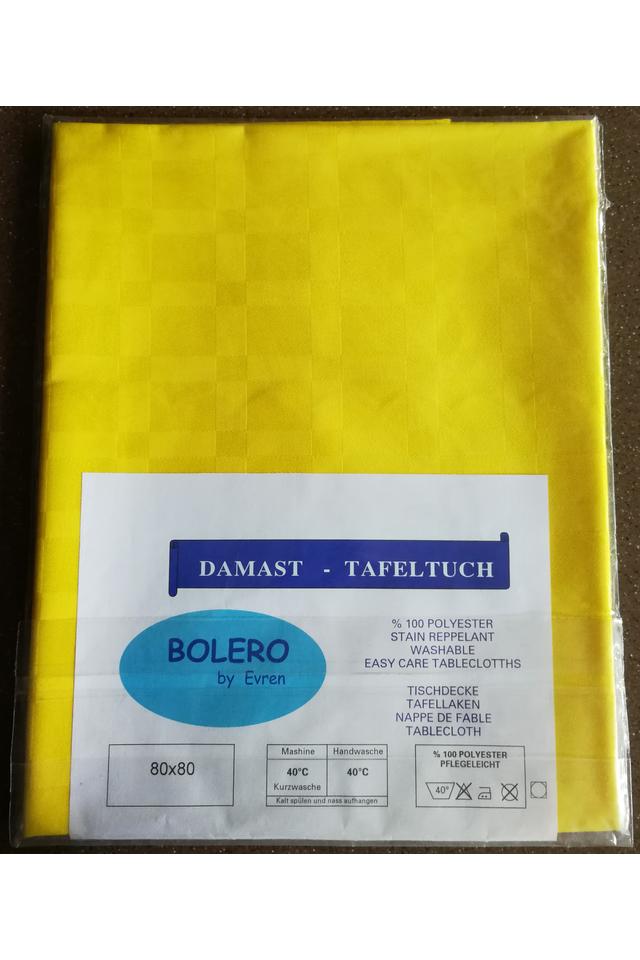 DAMAST - TAFELTUCH
BOLERO
by Evren
% 100 POLYESTER
STAIN REPPELANT
WASHABLE
EASY CARE TABLECLOTHS
TISCHDECKE
TAFELLAKEN
NAPPE DE FABLE
TABLECLOTH
80x80
Mashine Handwasche
40°C 40°C
Kurzwasche
Kalt spülen und nass aufhangen
% 100 POLYESTER
PFLEGELEICHT
40°